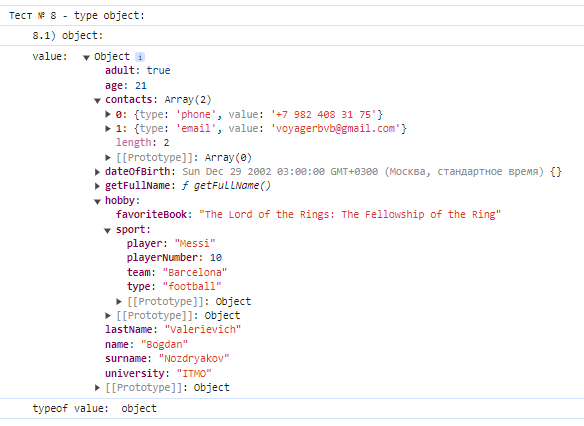 Тест № 8 - type object:
8.1) object:
value: ▼ Object i
adult: true
age: 21
▼ contacts: Array(2)
▶ 0: {type: 'phone', value: '+7 982 408 31 75'}
▶ 1: {type: 'email', value: 'voyagerbvb@gmail.com'}
length: 2
▶ [[Prototype]]: Array(0)
▶ dateOfBirth: Sun Dec 29 2002 03:00:00 GMT+0300 (Москва, стандартное время) {}
▶ getFullName: ƒ getFullName()
▼ hobby:
favoriteBook: "The Lord of the Rings: The Fellowship of the Ring"
▼ sport:
player: "Messi"
playerNumber: 10
team: "Barcelona"
type: "football"
▶ [[Prototype]]: Object
▶ [[Prototype]]: Object
lastName: "Valerievich"
name: "Bogdan"
surname: "Nozdryakov"
university: "ITMO"
▶ [[Prototype]]: Object
typeof value: object